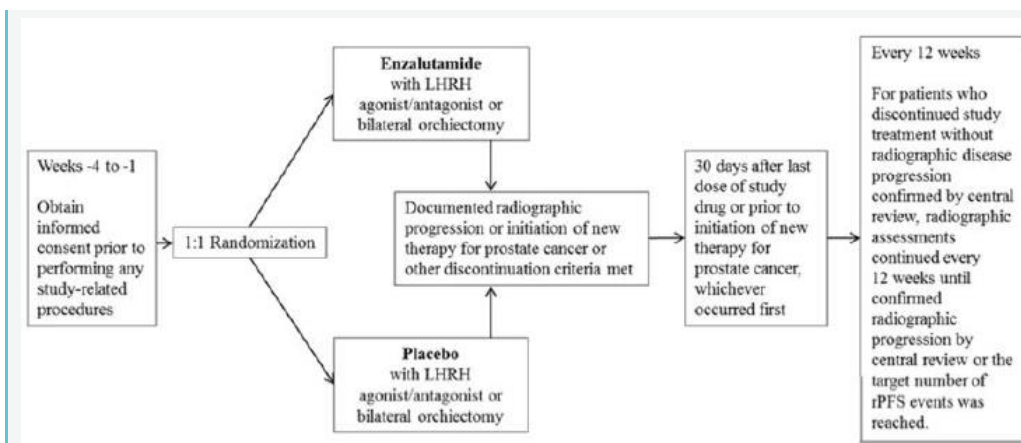 Weeks -4 to -1
Obtain
informed
consent prior to
performing any
study-related
procedures
1:1 Randomization
Enzalutamide
with LHRH
agonist/antagonist or
bilateral orchiectomy
Placebo
with LHRH
agonist/antagonist or
bilateral orchiectomy
Documented radiographic
progression or initiation of new
therapy for prostate cancer or
other discontinuation criteria met
30 days after last
dose of study
drug or prior to
initiation of new
therapy for
prostate cancer,
whichever
occurred first
Every 12 weeks
For patients who
discontinued study
treatment without
radiographic disease
progression
confirmed by central
review, radiographic
assessments
continued every
12 weeks until
confirmed
radiographic
progression by
central review or the
target number of
rPFS events was
reached.